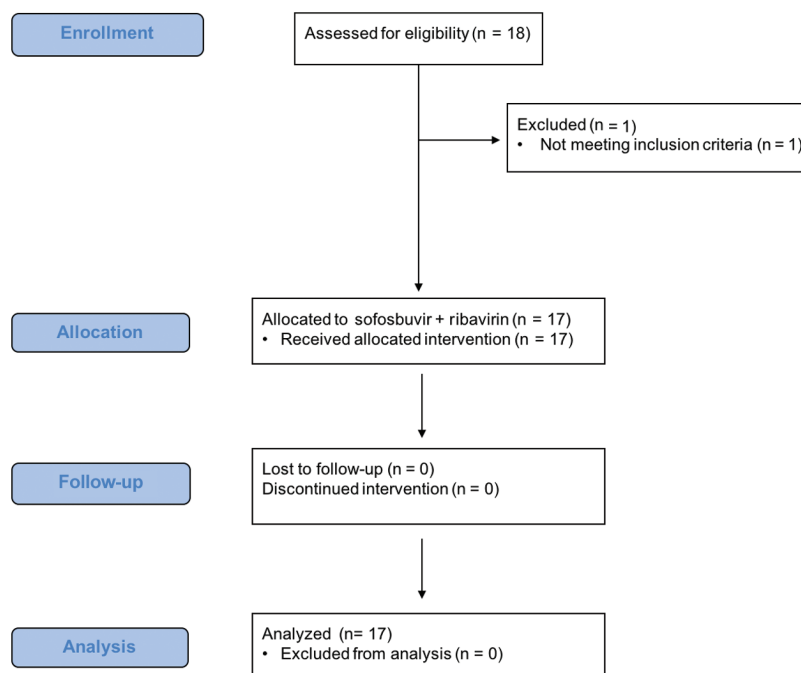 Enrollment
Assessed for eligibility (n = 18)
Excluded (n = 1)
• Not meeting inclusion criteria (n = 1)
Allocation
Allocated to sofosbuvir + ribavirin (n = 17)
• Received allocated intervention (n = 17)
Follow-up
Lost to follow-up (n = 0)
Discontinued intervention (n = 0)
Analysis
Analyzed (n= 17)
• Excluded from analysis (n = 0)